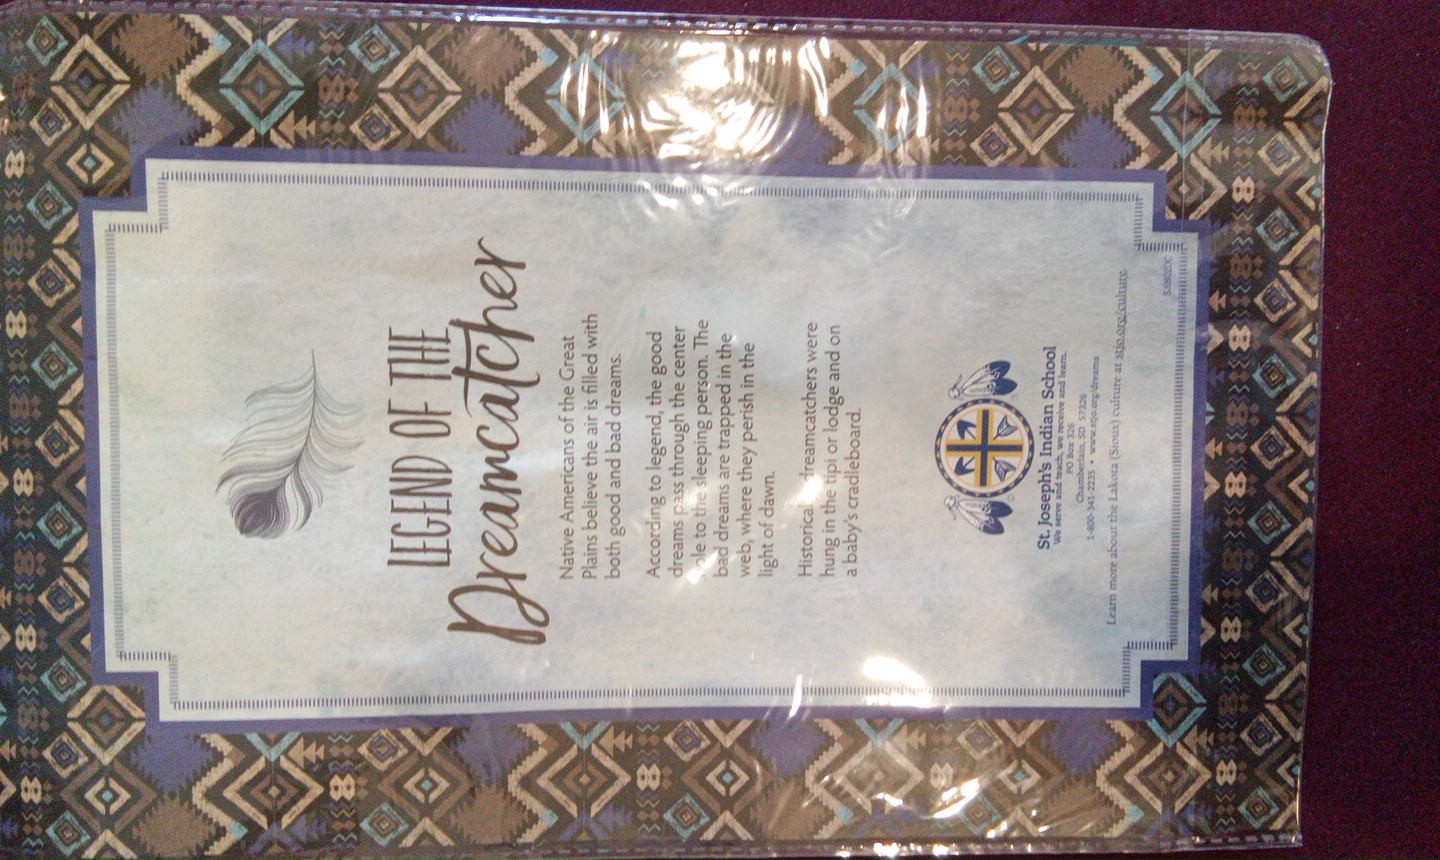 LEGEND OF THE
Dreamcatcher
Native Americans of the Great
Plains believe the air is filled with
both good and bad dreams.
According to legend, the good
dreams pass through the center
to the sleeping person. The
bad dreams are trapped in the
web, where they perish in the
light of dawn.
dreamcatchers were
hung in the tipi or lodge and on
a baby's cradleboard.
St. Joseph's Indian School
We serve and teach, we receive and learn.
PO Box 326
Chamberlain, SD 57326
1-800-341-2235 www.stjo.org/dreams
Learn more about the Lakota (Sioux) culture at stjo.org/culture.